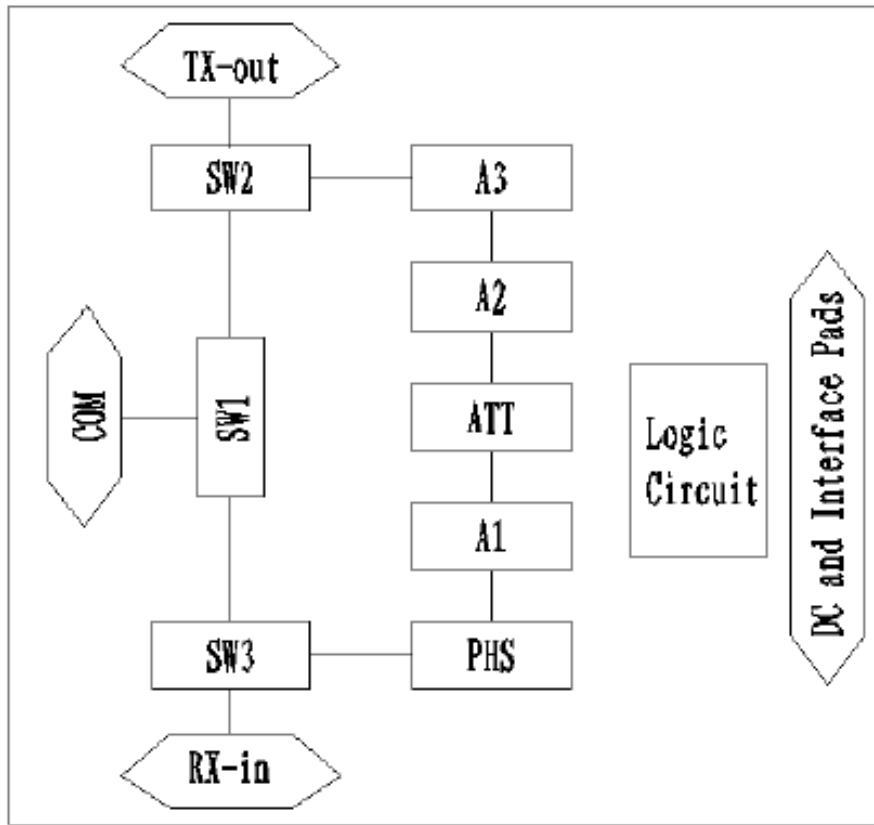 TX-out
SW2
A3
A2
COM
SW1
ATT
Logic
Circuit
DC and Interface Pads
A1
SW3
PHS
RX-in